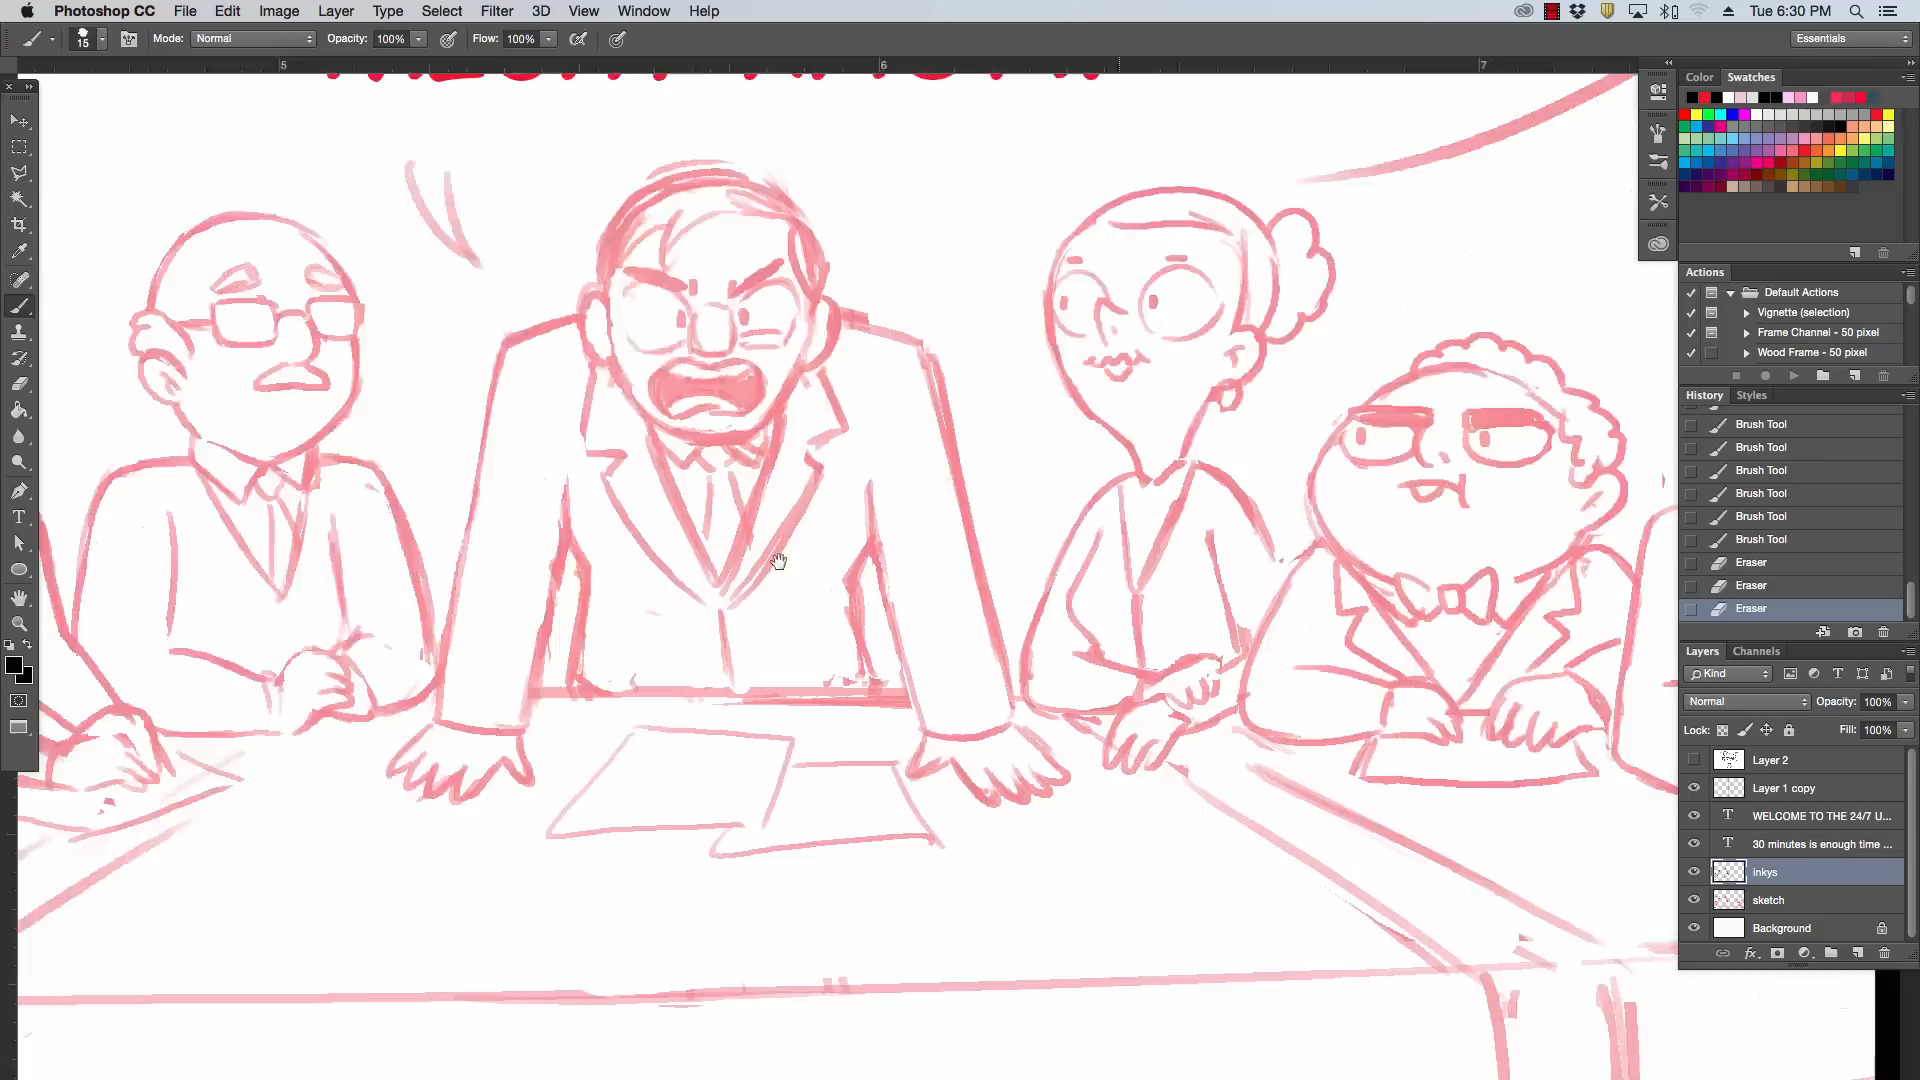 Photoshop CC File Edit Image Layer Type Select Filter 3D View Window Help Tue 6:30 PM
15 Mode: Normal Opacity: 100% Flow: 100% Essentials
5 6 7
Color Swatches
Actions
Default Actions
Vignette (selection)
Frame Channel - 50 pixel
Wood Frame - 50 pixel
History Styles
Brush Tool
Brush Tool
Brush Tool
Brush Tool
Brush Tool
Brush Tool
Eraser
Eraser
Eraser
Layers Channels
Kind
Normal Opacity: 100%
Lock: Fill: 100%
Layer 2
Layer 1 copy
WELCOME TO THE 24/7 U...
30 minutes is enough time ...
inkys
sketch
Background